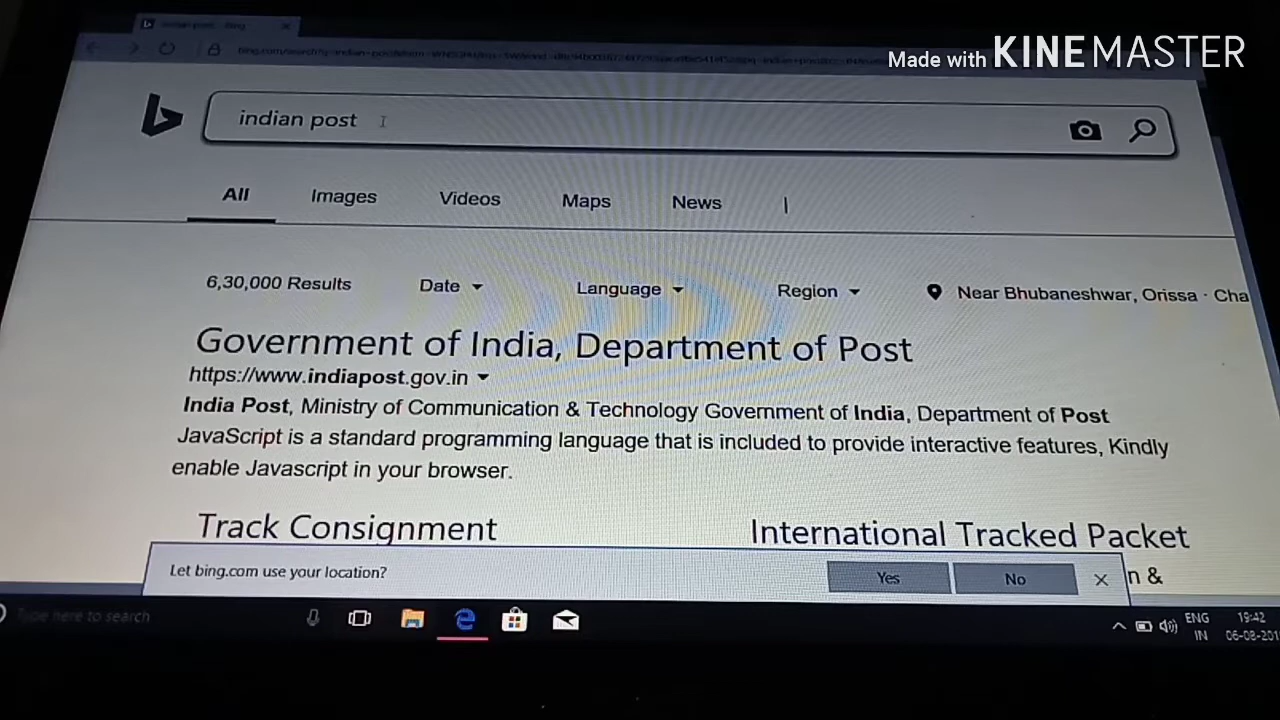 Made with KINEMASTER
indian post
All Images Videos Maps News |
6,30,000 Results Date Language Region Near Bhubaneshwar, Orissa · Cha
Government of India, Department of Post
https://www.indiapost.gov.in
India Post, Ministry of Communication & Technology Government of India, Department of Post
JavaScript is a standard programming language that is included to provide interactive features, Kindly
enable Javascript in your browser.
Track Consignment International Tracked Packet
n &
Let bing.com use your location? Yes No
Type here to search
ENG 19:42
IN 06-08-201